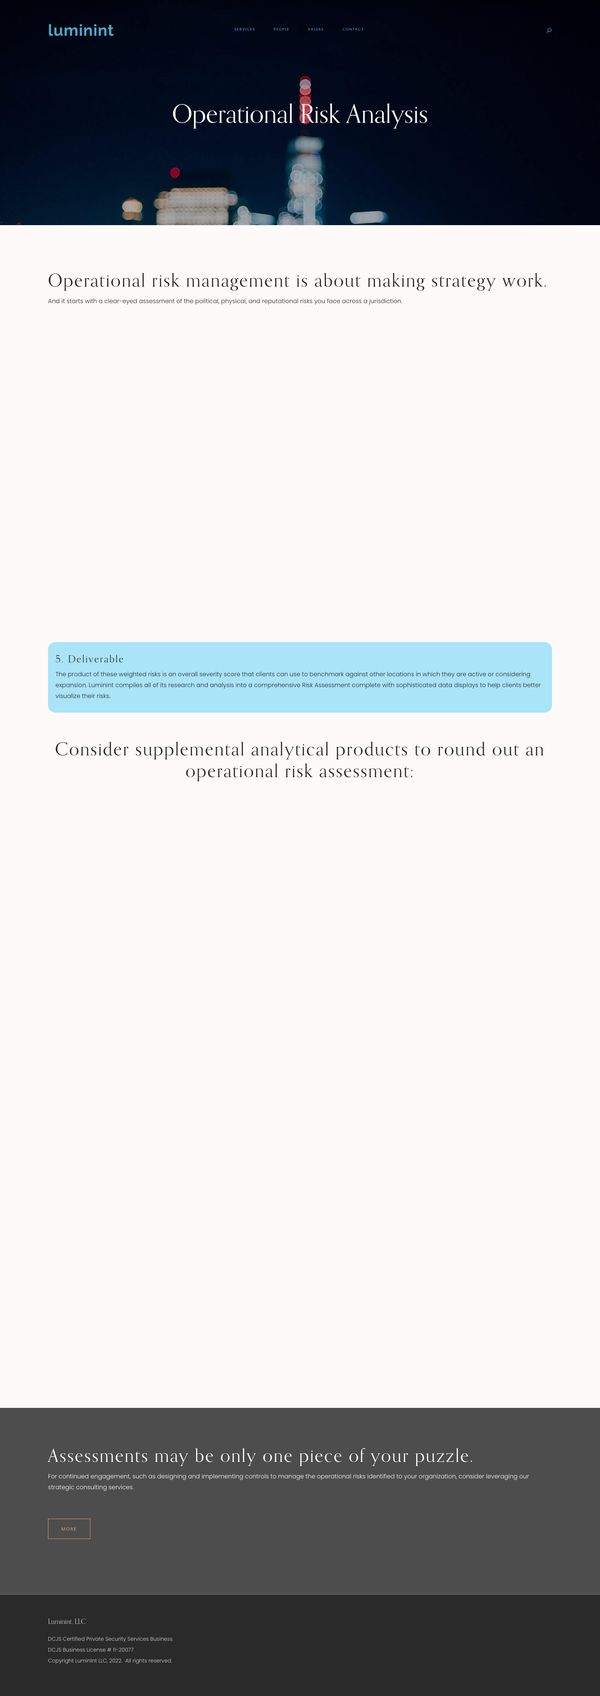 luminint
SERVICES
PEOPLE
VALUES
CONTACT
Operational Risk Analysis
Operational risk management is about making strategy work.
And it starts with a clear-eyed assessment of the political, physical, and reputational risks you face across a jurisdiction.
5. Deliverable
The product of these weighted risks is an overall severity score that clients can use to benchmark against other locations in which they are active or considering
expansion. Luminint compiles all of its research and analysis into a comprehensive Risk Assessment complete with sophisticated data displays to help clients better
visualize their risks.
Consider supplemental analytical products to round out an
operational risk assessment:
Assessments may be only one piece of your puzzle.
For continued engagement, such as designing and implementing controls to manage the operational risks identified to your organization, consider leveraging our
strategic consulting services.
MORE
Luminint, LLC
DCJS Certified Private Security Services Business
DCJS Business License # 11-20077
Copyright Luminint LLC, 2022. All rights reserved.